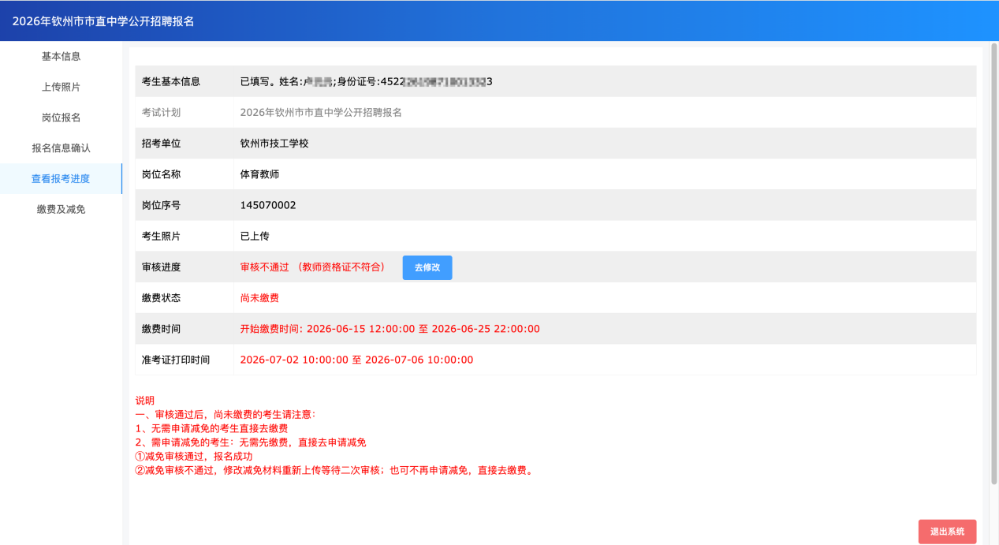 2026年钦州市市直中学公开招聘报名
基本信息
上传照片
岗位报名
报名信息确认
查看报考进度
缴费及减免
考生基本信息 已填写。姓名:卢 ;身份证号:4522 3
考试计划 2026年钦州市市直中学公开招聘报名
招考单位 钦州市技工学校
岗位名称 体育教师
岗位序号 145070002
考生照片 已上传
审核进度 审核不通过 （教师资格证不符合） 去修改
缴费状态 尚未缴费
缴费时间 开始缴费时间: 2026-06-15 12:00:00 至 2026-06-25 22:00:00
准考证打印时间 2026-07-02 10:00:00 至 2026-07-06 10:00:00
说明
一、审核通过后，尚未缴费的考生请注意：
1、无需申请减免的考生直接去缴费
2、需申请减免的考生：无需先缴费，直接去申请减免
①减免审核通过，报名成功
②减免审核不通过，修改减免材料重新上传等待二次审核；也可不再申请减免，直接去缴费。
退出系统